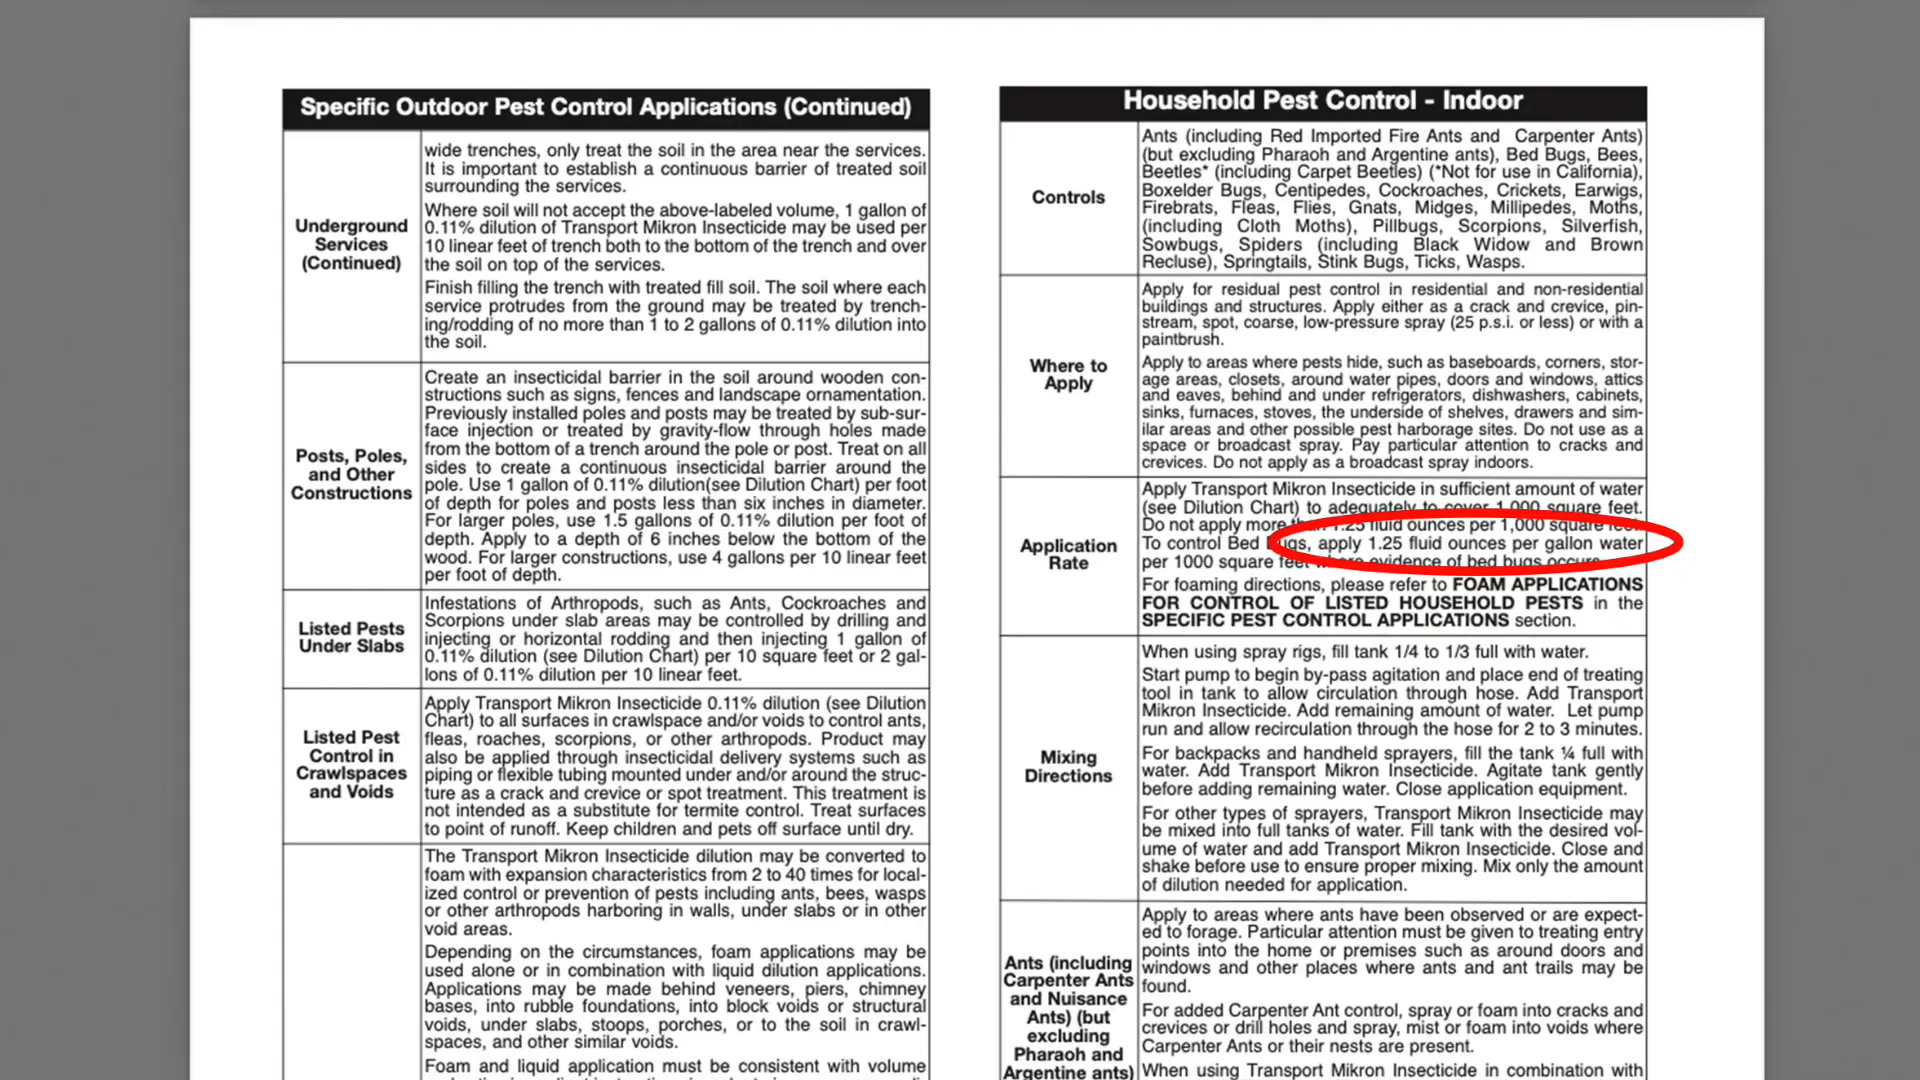 Specific Outdoor Pest Control Applications (Continued)
Underground
Services
(Continued)
wide trenches, only treat the soil in the area near the services.
It is important to establish a continuous barrier of treated soil
surrounding the services.
Where soil will not accept the above-labeled volume, 1 gallon of
0.11% dilution of Transport Mikron Insecticide may be used per
10 linear feet of trench both to the bottom of the trench and over
the soil on top of the services.
Finish filling the trench with treated fill soil. The soil where each
service protrudes from the ground may be treated by trench-
ing/rodding of no more than 1 to 2 gallons of 0.11% dilution into
the soil.
Posts, Poles,
and Other
Constructions
Create an insecticidal barrier in the soil around wooden con-
structions such as signs, fences and landscape ornamentation.
Previously installed poles and posts may be treated by sub-sur-
face injection or treated by gravity-flow through holes made
from the bottom of a trench around the pole or post. Treat on all
sides to create a continuous insecticidal barrier around the
pole. Use 1 gallon of 0.11% dilution(see Dilution Chart) per foot
of depth for poles and posts less than six inches in diameter.
For larger poles, use 1.5 gallons of 0.11% dilution per foot of
depth. Apply to a depth of 6 inches below the bottom of the
wood. For larger constructions, use 4 gallons per 10 linear feet
per foot of depth.
Listed Pests
Under Slabs
Infestations of Arthropods, such as Ants, Cockroaches and
Scorpions under slab areas may be controlled by drilling and
injecting or horizontal rodding and then injecting 1 gallon of
0.11% dilution (see Dilution Chart) per 10 square feet or 2 gal-
lons of 0.11% dilution per 10 linear feet.
Listed Pest
Control in
Crawlspaces
and Voids
Apply Transport Mikron Insecticide 0.11% dilution (see Dilution
Chart) to all surfaces in crawlspace and/or voids to control ants,
fleas, roaches, scorpions, or other arthropods. Product may
also be applied through insecticidal delivery systems such as
piping or flexible tubing mounted under and/or around the struc-
ture as a crack and crevice or spot treatment. This treatment is
not intended as a substitute for termite control. Treat surfaces
to point of runoff. Keep children and pets off surface until dry.
The Transport Mikron Insecticide dilution may be converted to
foam with expansion characteristics from 2 to 40 times for local-
ized control or prevention of pests including ants, bees, wasps
or other arthropods harboring in walls, under slabs or in other
void areas.
Depending on the circumstances, foam applications may be
used alone or in combination with liquid dilution applications.
Applications may be made behind veneers, piers, chimney
bases, into rubble foundations, into block voids or structural
voids, under slabs, stoops, porches, or to the soil in crawl-
spaces, and other similar voids.
Foam and liquid application must be consistent with volume
Household Pest Control - Indoor
Controls
Ants (including Red Imported Fire Ants and Carpenter Ants)
(but excluding Pharaoh and Argentine ants), Bed Bugs, Bees,
Beetles* (including Carpet Beetles) (*Not for use in California),
Boxelder Bugs, Centipedes, Cockroaches, Crickets, Earwigs,
Firebrats, Fleas, Flies, Gnats, Midges, Millipedes, Moths,
(including Cloth Moths), Pillbugs, Scorpions, Silverfish,
Sowbugs, Spiders (including Black Widow and Brown
Recluse), Springtails, Stink Bugs, Ticks, Wasps.
Where to
Apply
Apply for residual pest control in residential and non-residential
buildings and structures. Apply either as a crack and crevice, pin-
stream, spot, coarse, low-pressure spray (25 p.s.i. or less) or with a
paintbrush.
Apply to areas where pests hide, such as baseboards, corners, stor-
age areas, closets, around water pipes, doors and windows, attics
and eaves, behind and under refrigerators, dishwashers, cabinets,
sinks, furnaces, stoves, the underside of shelves, drawers and sim-
ilar areas and other possible pest harborage sites. Do not use as a
space or broadcast spray. Pay particular attention to cracks and
crevices. Do not apply as a broadcast spray indoors.
Application
Rate
Apply Transport Mikron Insecticide in sufficient amount of water
(see Dilution Chart) to adequately to cover 1,000 square feet.
Do not apply more than 1.25 fluid ounces per 1,000 square feet.
To control Bed Bugs, apply 1.25 fluid ounces per gallon water
per 1000 square feet where evidence of bed bugs occurs
For foaming directions, please refer to FOAM APPLICATIONS
FOR CONTROL OF LISTED HOUSEHOLD PESTS in the
SPECIFIC PEST CONTROL APPLICATIONS section.
Mixing
Directions
When using spray rigs, fill tank 1/4 to 1/3 full with water.
Start pump to begin by-pass agitation and place end of treating
tool in tank to allow circulation through hose. Add Transport
Mikron Insecticide. Add remaining amount of water. Let pump
run and allow recirculation through the hose for 2 to 3 minutes.
For backpacks and handheld sprayers, fill the tank ¼ full with
water. Add Transport Mikron Insecticide. Agitate tank gently
before adding remaining water. Close application equipment.
For other types of sprayers, Transport Mikron Insecticide may
be mixed into full tanks of water. Fill tank with the desired vol-
ume of water and add Transport Mikron Insecticide. Close and
shake before use to ensure proper mixing. Mix only the amount
of dilution needed for application.
Ants (including
Carpenter Ants
and Nuisance
Ants) (but
excluding
Pharaoh and
Argentine ants)
Apply to areas where ants have been observed or are expect-
ed to forage. Particular attention must be given to treating entry
points into the home or premises such as around doors and
windows and other places where ants and ant trails may be
found.
For added Carpenter Ant control, spray or foam into cracks and
crevices or drill holes and spray, mist or foam into voids where
Carpenter Ants or their nests are present.
When using Transport Mikron Insecticide in combination with